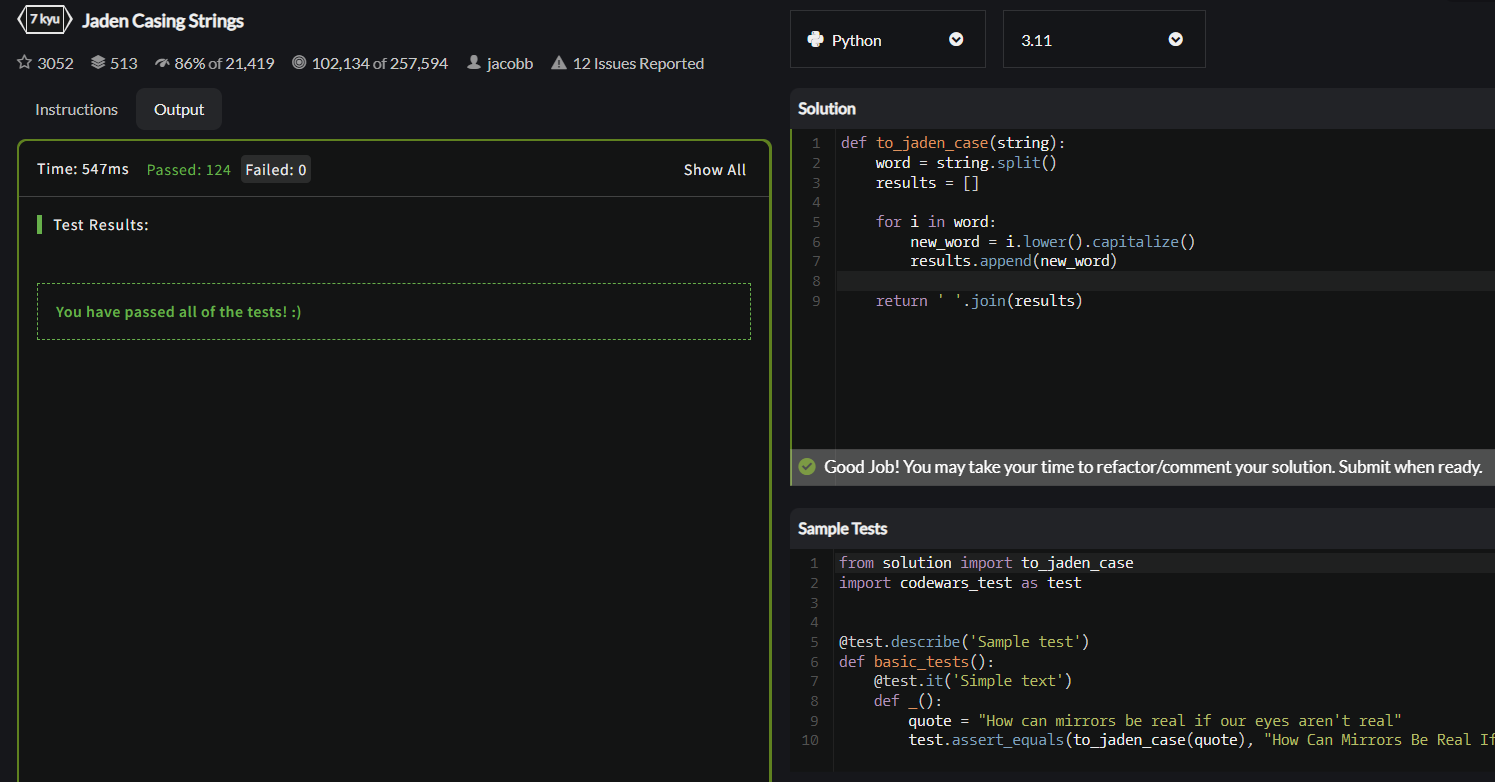 7 kyu Jaden Casing Strings
3052 513 86% of 21,419 102,134 of 257,594 jacobb 12 Issues Reported
Instructions Output
Time: 547ms Passed: 124 Failed: 0 Show All
Test Results:
You have passed all of the tests! :)
Python 3.11
Solution
1 def to_jaden_case(string):
2     word = string.split()
3     results = []
4
5     for i in word:
6         new_word = i.lower().capitalize()
7         results.append(new_word)
8
9     return ' '.join(results)
Good Job! You may take your time to refactor/comment your solution. Submit when ready.
Sample Tests
1 from solution import to_jaden_case
2 import codewars_test as test
3
4
5 @test.describe('Sample test')
6 def basic_tests():
7     @test.it('Simple text')
8     def _():
9         quote = "How can mirrors be real if our eyes aren't real"
10         test.assert_equals(to_jaden_case(quote), "How Can Mirrors Be Real If